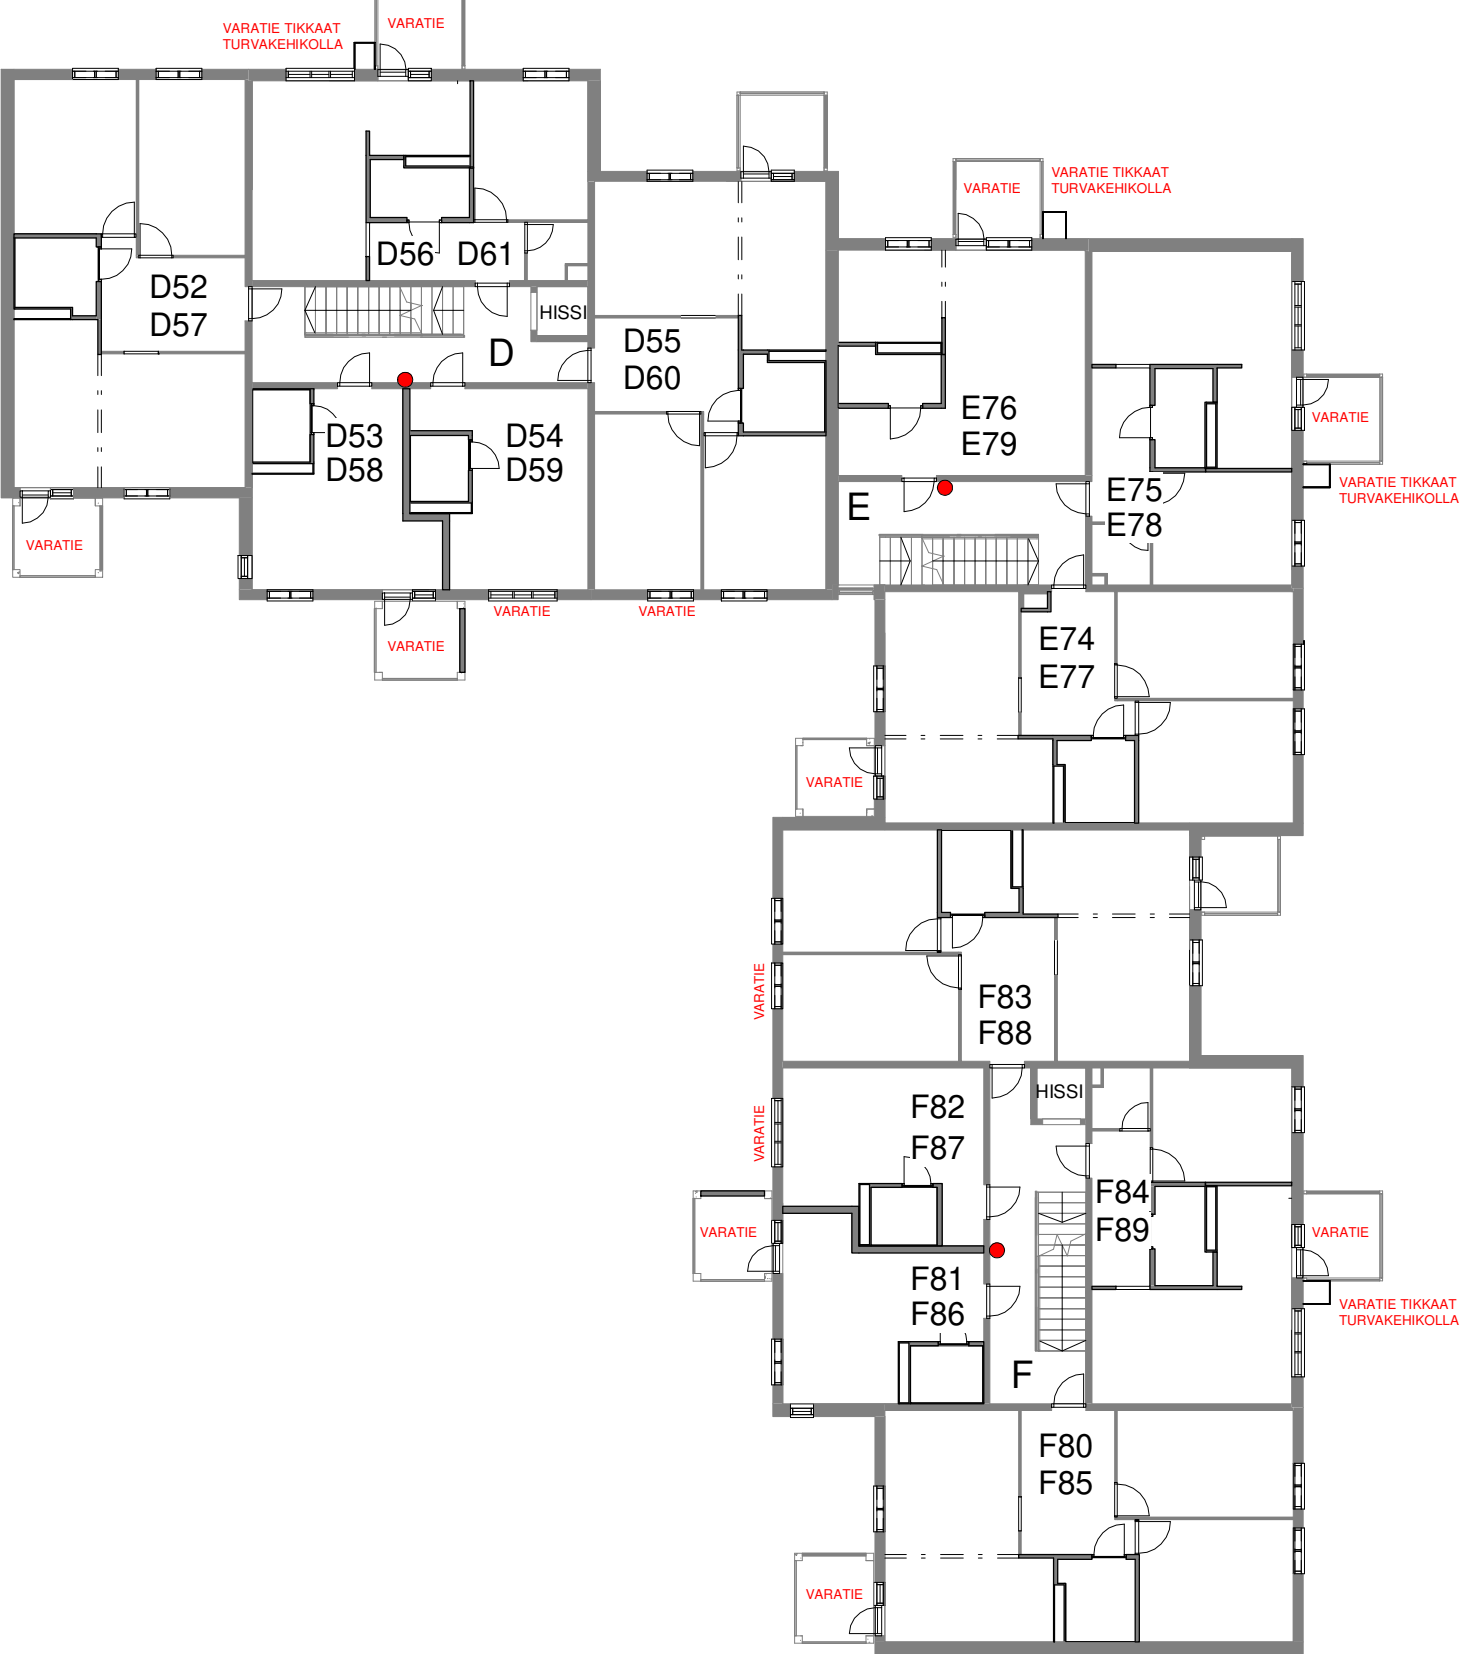 VARATIE TIKKAAT
TURVAKEHIKOLLA
VARATIE
VARATIE
VARATIE TIKKAAT
TURVAKEHIKOLLA
D56 D61
D52
D57
HISSI
D
D55
D60
D53
D58
D54
D59
E76
E79
VARATIE
VARATIE TIKKAAT
TURVAKEHIKOLLA
E
E75
E78
VARATIE
VARATIE
VARATIE
VARATIE
E74
E77
VARATIE
VARATIE
F83
F88
HISSI
F82
F87
VARATIE
F84
F89
VARATIE
VARATIE
F81
F86
VARATIE TIKKAAT
TURVAKEHIKOLLA
F
F80
F85
VARATIE